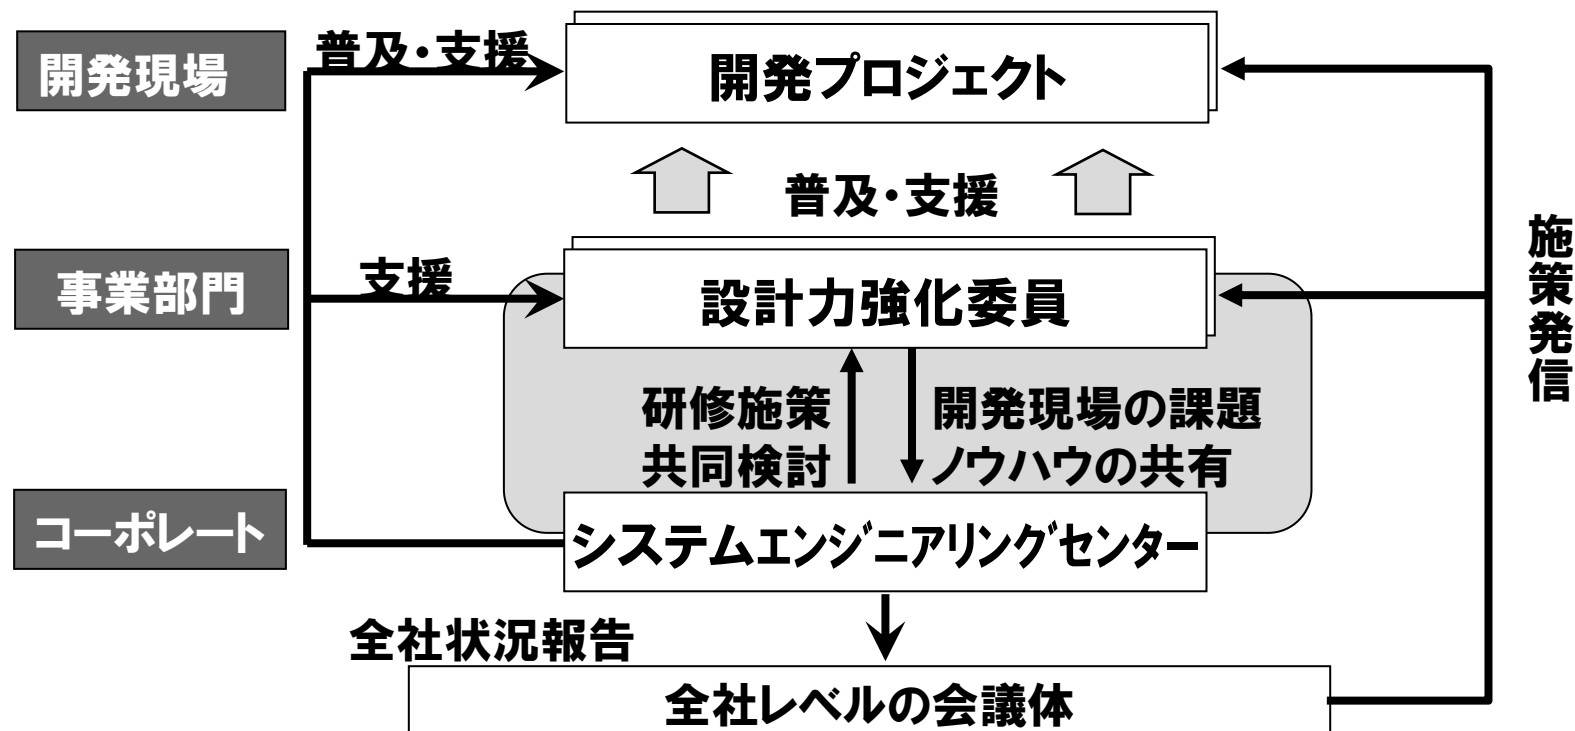 開発現場
普及・支援
開発プロジェクト
普及・支援
事業部門
支援
設計力強化委員
施策発信
研修施策
共同検討
開発現場の課題
ノウハウの共有
コーポレート
システムエンジニアリングセンター
全社状況報告
全社レベルの会議体